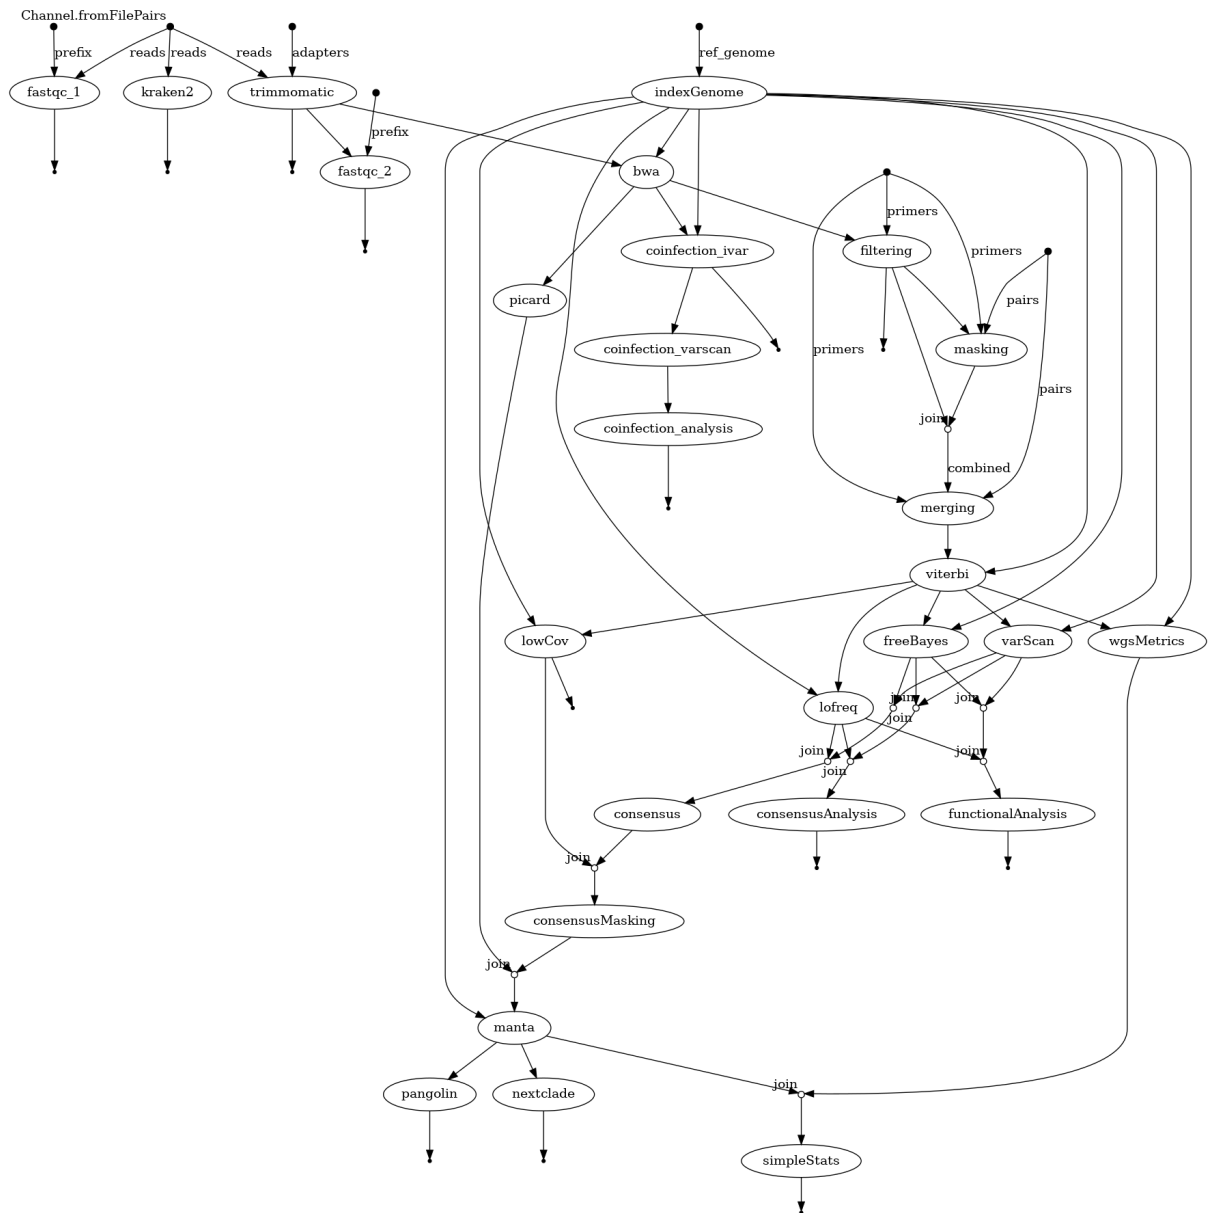 Channel.fromFilePairs
prefix
reads
reads
reads
adapters
ref_genome
fastqc_1
kraken2
trimmomatic
indexGenome
prefix
fastqc_2
bwa
primers
coinfection_ivar
filtering
primers
picard
pairs
coinfection_varscan
primers
masking
pairs
join
coinfection_analysis
combined
merging
viterbi
lowCov
freeBayes
varScan
wgsMetrics
join
join
lofreq
join
join
join
join
consensus
consensusAnalysis
functionalAnalysis
join
consensusMasking
join
manta
join
pangolin
nextclade
simpleStats